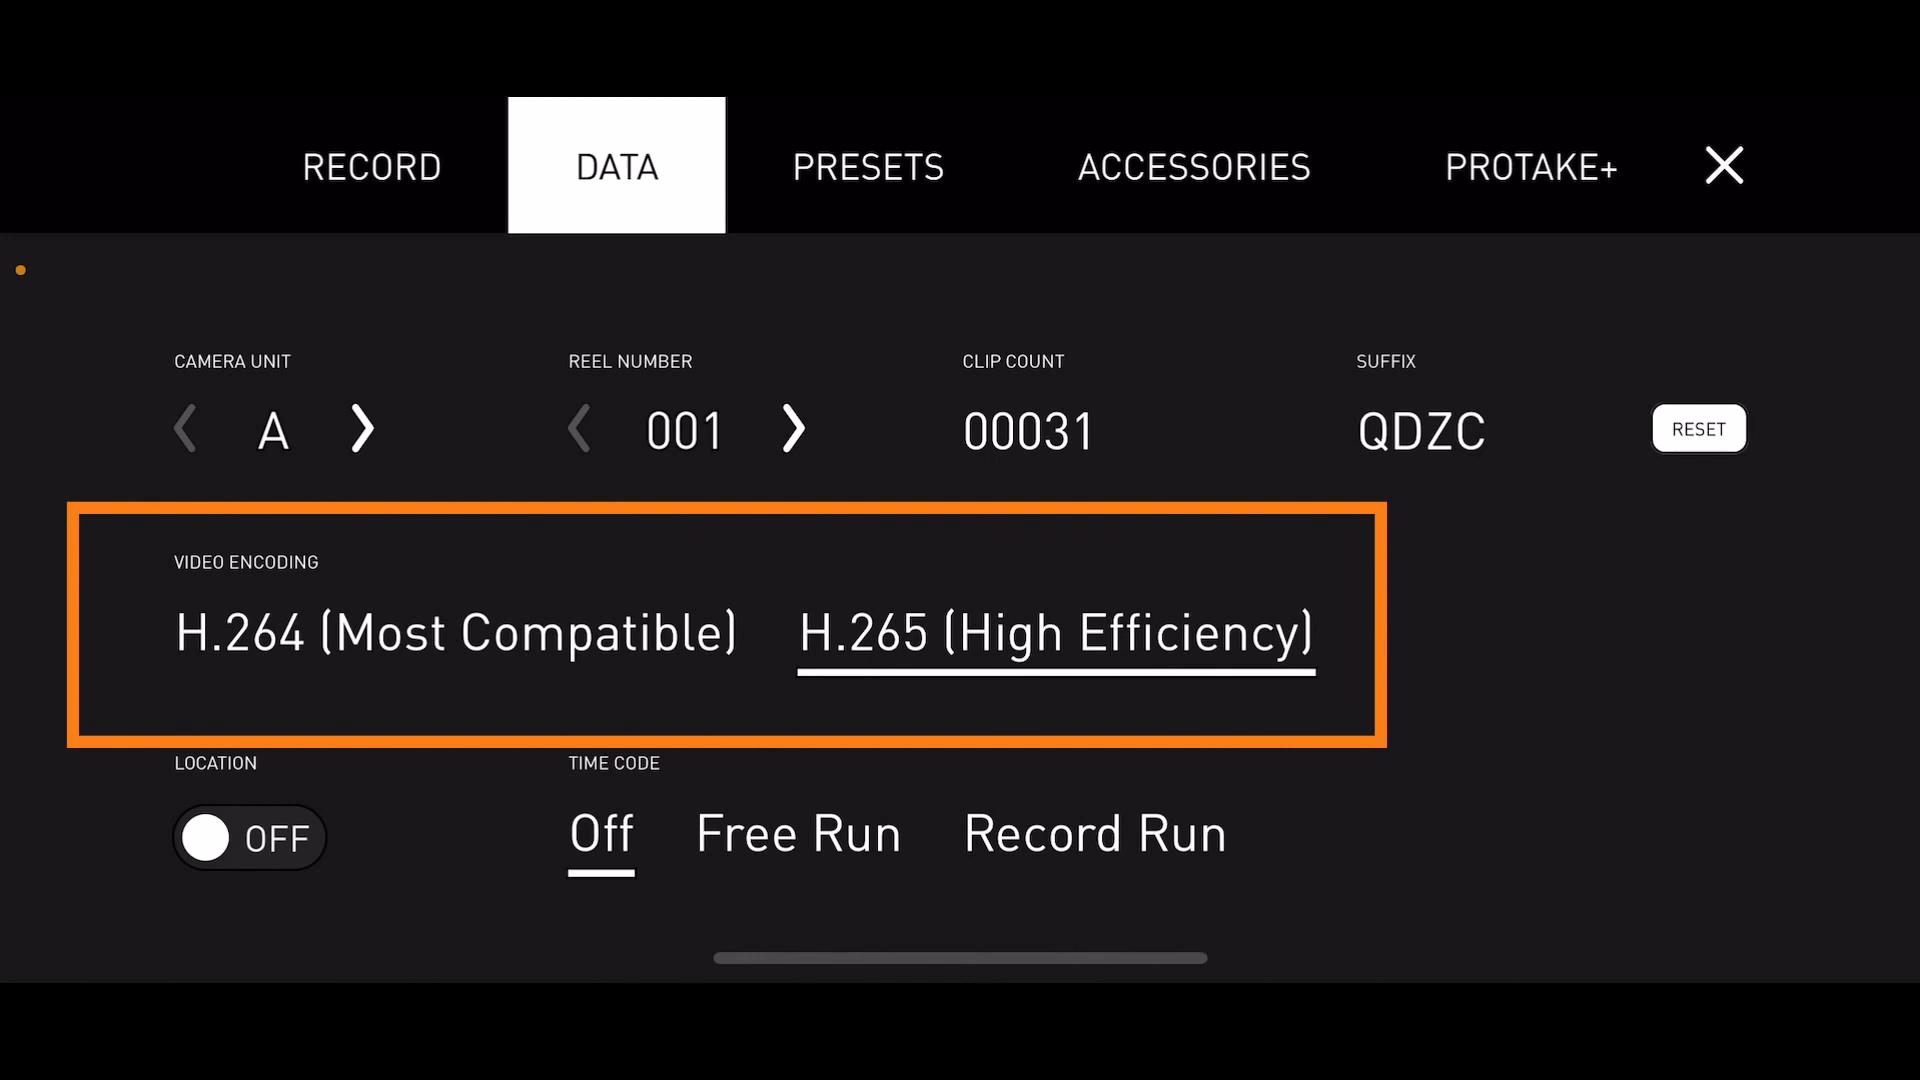 RECORD DATA PRESETS ACCESSORIES PROTAKE+
CAMERA UNIT REEL NUMBER CLIP COUNT SUFFIX
A 001 00031 QDZC RESET
VIDEO ENCODING
H.264 (Most Compatible) H.265 (High Efficiency)
LOCATION TIME CODE
OFF Off Free Run Record Run